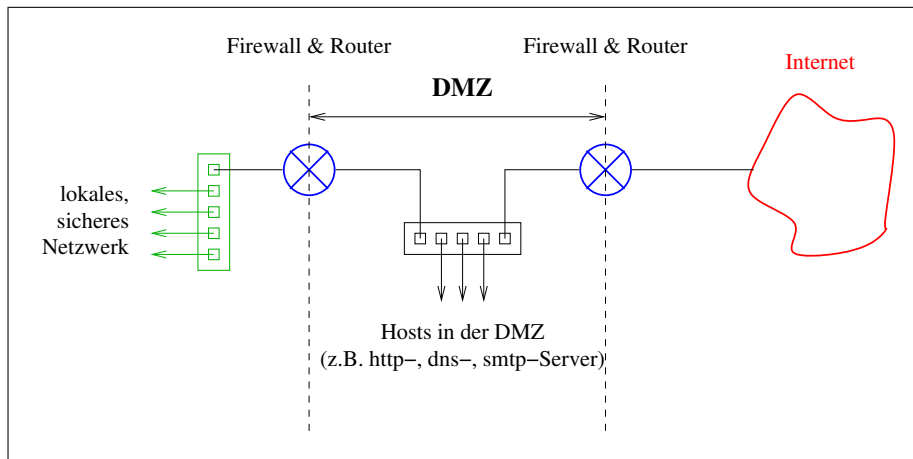 Firewall & Router
Firewall & Router
Internet
DMZ
lokales,
sicheres
Netzwerk
Hosts in der DMZ
(z.B. http−, dns−, smtp−Server)